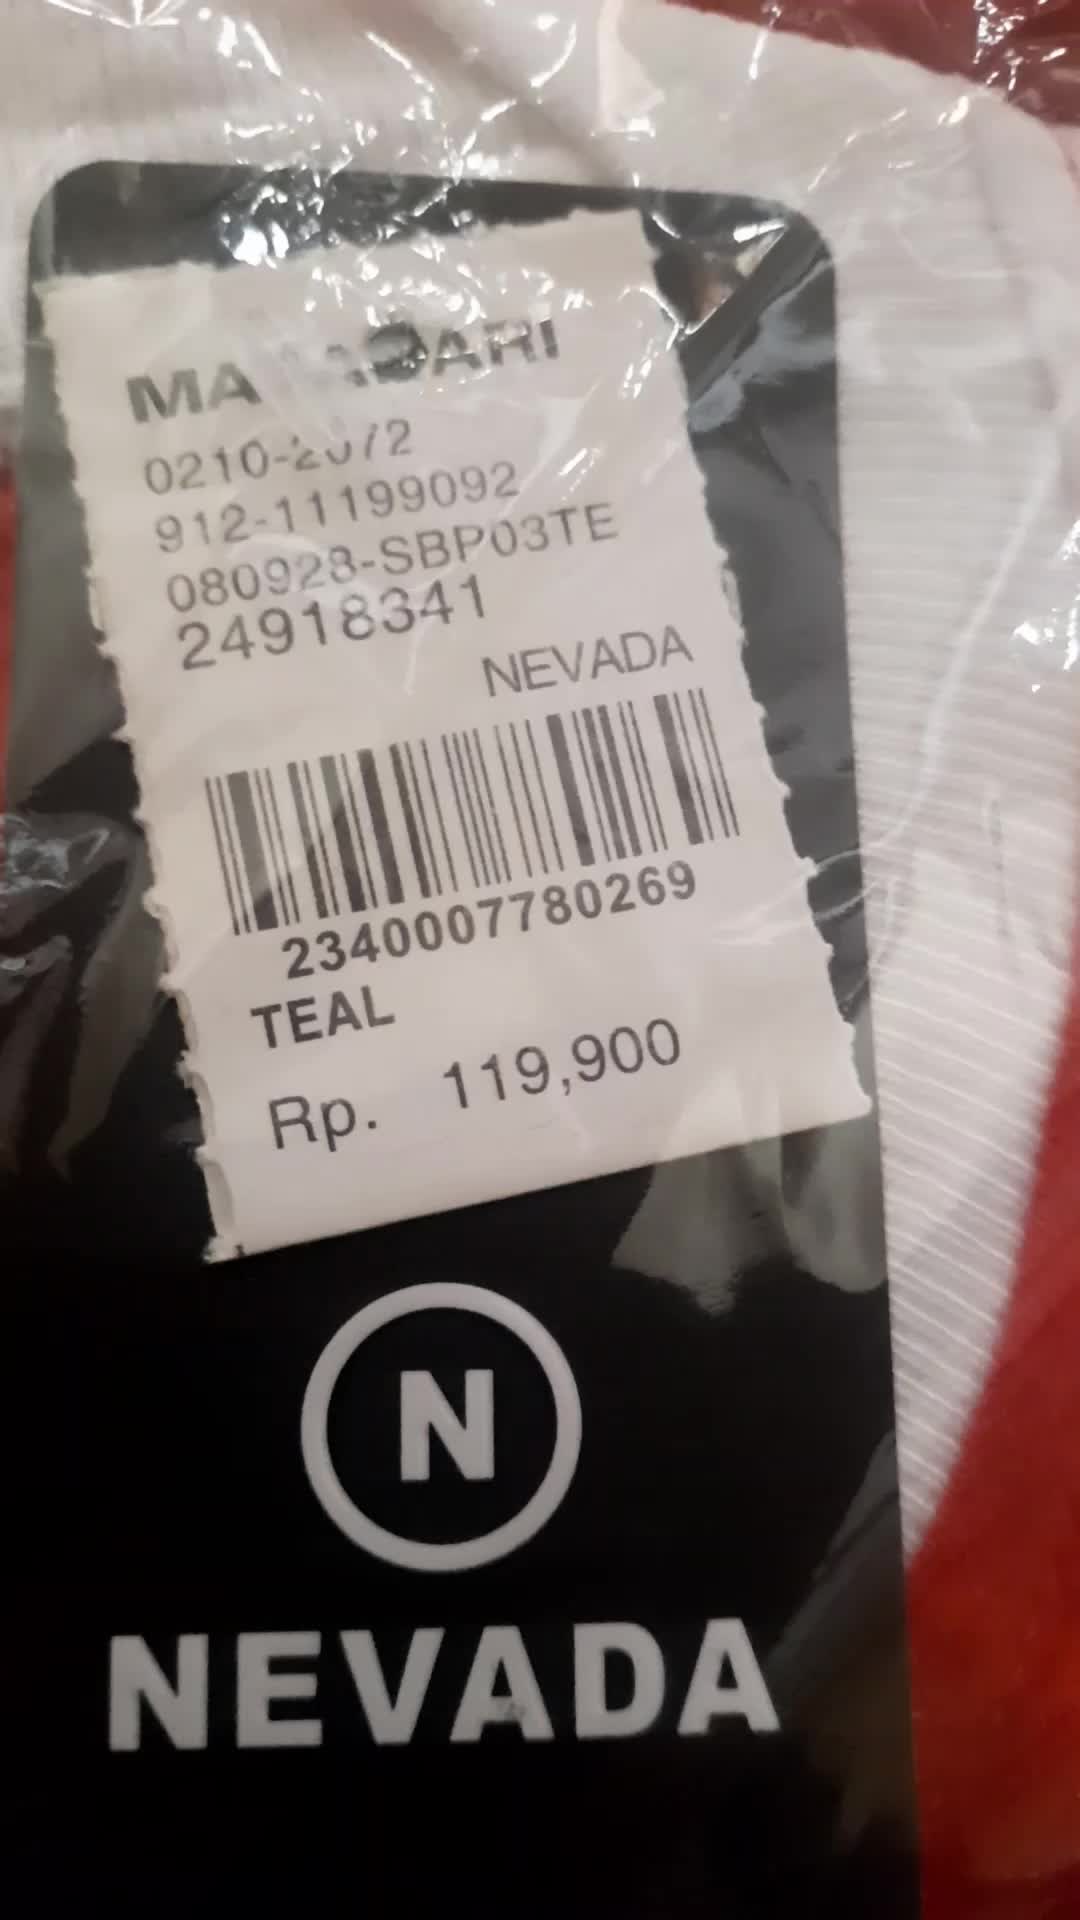 0210-2072
912-11199092
080928-SBP03TE
24918341
NEVADA
2340007780269
TEAL
Rp. 119,900
N
NEVADA